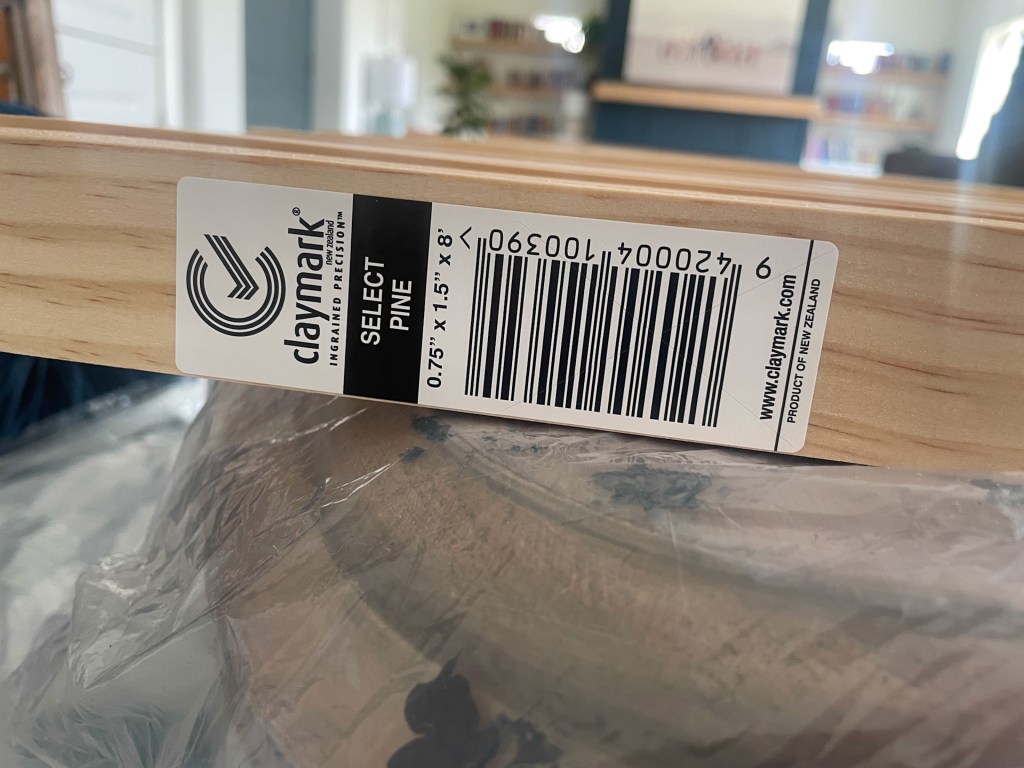 claymark®
new zealand
INGRAINED PRECISION™
SELECT
PINE
0.75” x 1.5” x 8’
9 420004 100390 >
www.claymark.com
PRODUCT OF NEW ZEALAND